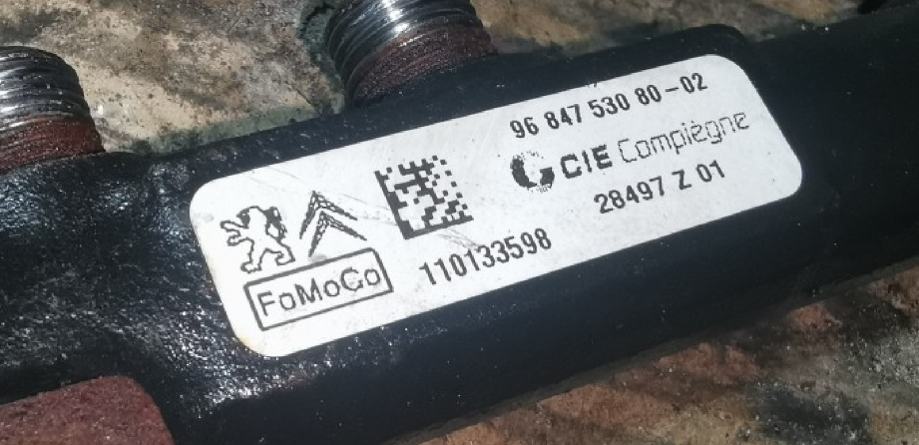 96 847 530 80-02
CIE Compiègne
28497 Z 01
110133598
FoMoCo